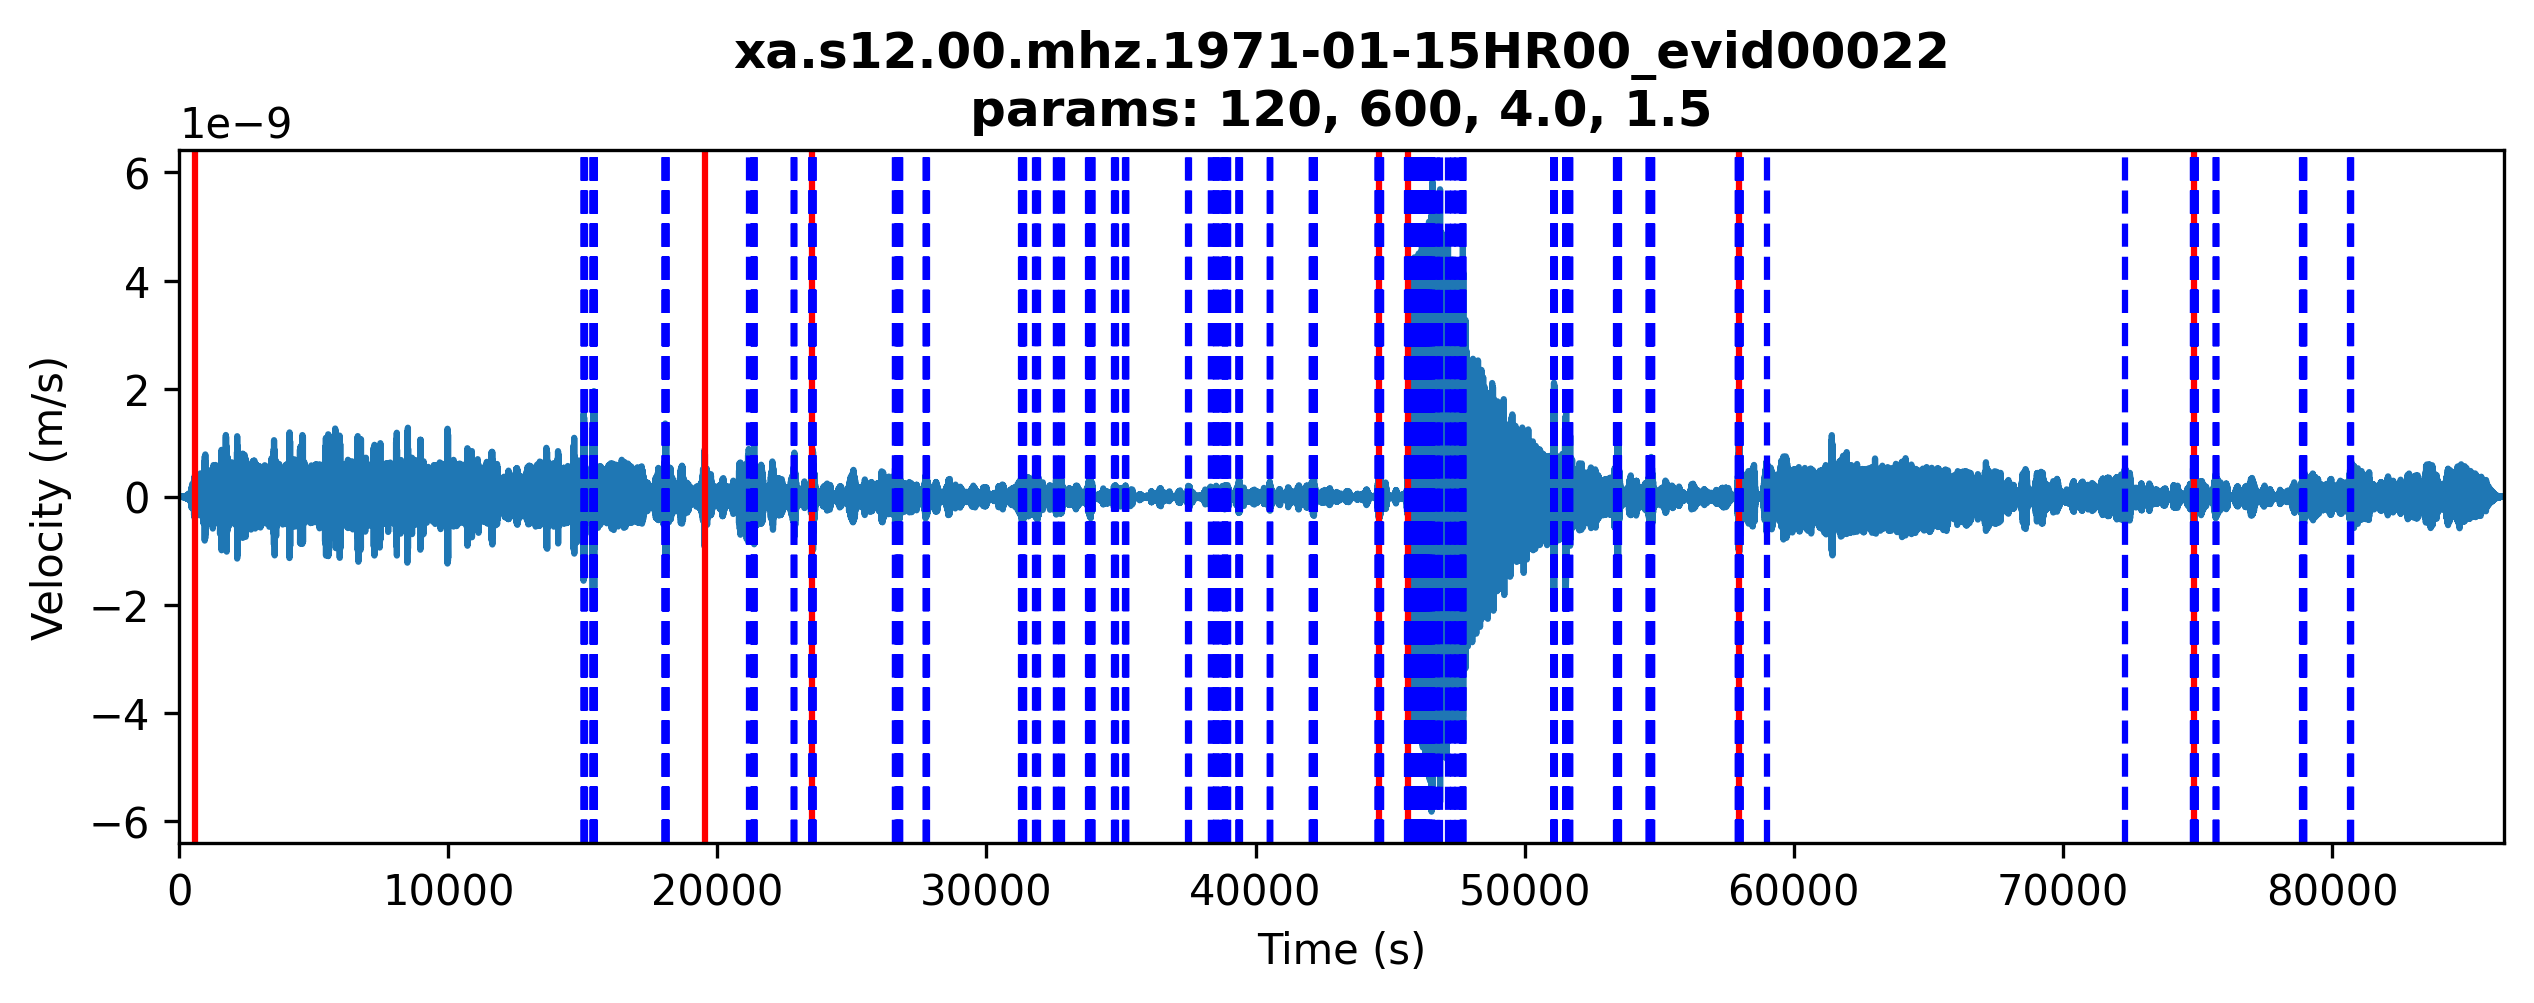 xa.s12.00.mhz.1971-01-15HR00_evid00022
params: 120, 600, 4.0, 1.5
1e−9
6
4
2
0
−2
−4
−6
Velocity (m/s)
0 10000 20000 30000 40000 50000 60000 70000 80000
Time (s)